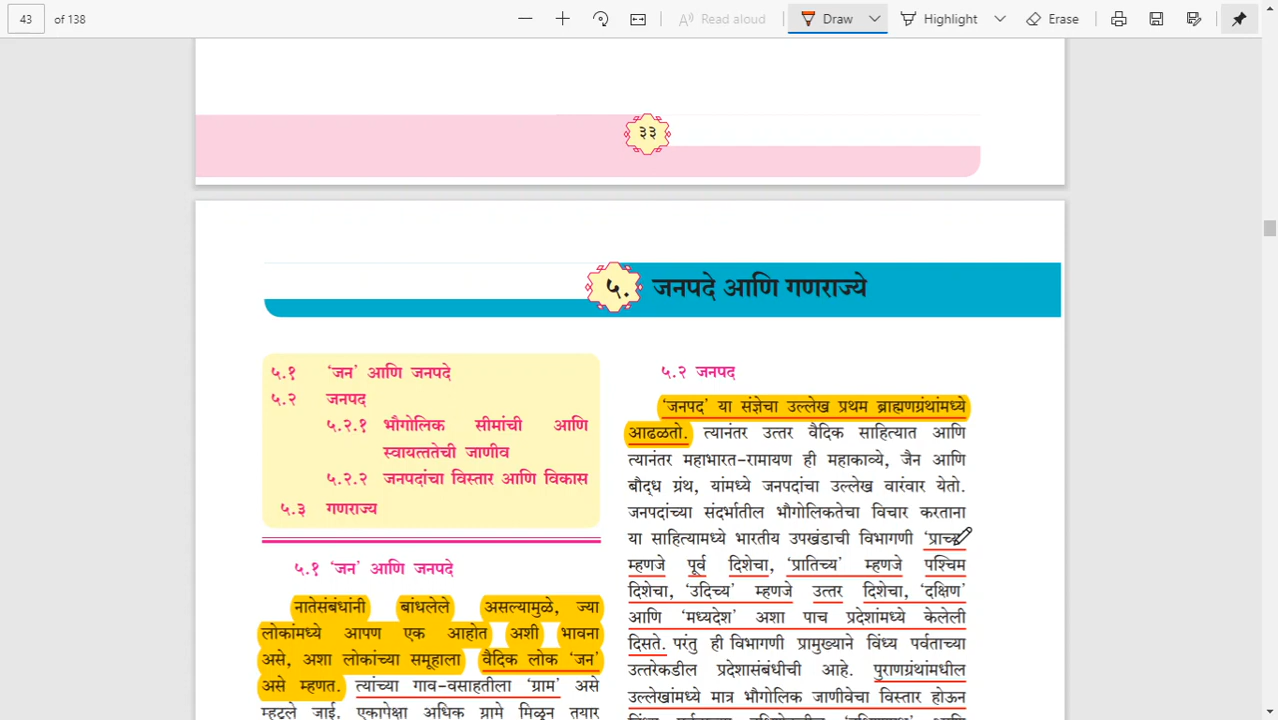 43 of 138 Read aloud Draw Highlight Erase
३३
५. जनपदे आणि गणराज्ये
५.१ ‘जन’ आणि जनपदे
५.२ जनपद
५.२.१ भौगोलिक सीमांची आणि
स्वायत्ततेची जाणीव
५.२.२ जनपदांचा विस्तार आणि विकास
५.३ गणराज्य
५.१ ‘जन’ आणि जनपदे
नातेसंबंधांनी बांधलेले असल्यामुळे, ज्या
लोकांमध्ये आपण एक आहोत अशी भावना
असे, अशा लोकांच्या समूहाला वैदिक लोक ‘जन’
असे म्हणत. त्यांच्या गाव-वसाहतीला ‘ग्राम’ असे
म्हटले जाई. एकापेक्षा अधिक ग्रामे मिळून तयार
५.२ जनपद
‘जनपद’ या संज्ञेचा उल्लेख प्रथम ब्राह्मणग्रंथांमध्ये
आढळतो. त्यानंतर उत्तर वैदिक साहित्यात आणि
त्यानंतर महाभारत-रामायण ही महाकाव्ये, जैन आणि
बौद्ध ग्रंथ, यांमध्ये जनपदांचा उल्लेख वारंवार येतो.
जनपदांच्या संदर्भातील भौगोलिकतेचा विचार करताना
या साहित्यामध्ये भारतीय उपखंडाची विभागणी ‘प्राच्य’
म्हणजे पूर्व दिशेचा, ‘प्रातिच्य’ म्हणजे पश्चिम
दिशेचा, ‘उदिच्य’ म्हणजे उत्तर दिशेचा, ‘दक्षिण’
आणि ‘मध्यदेश’ अशा पाच प्रदेशांमध्ये केलेली
दिसते. परंतु ही विभागणी प्रामुख्याने विंध्य पर्वताच्या
उत्तरेकडील प्रदेशासंबंधीची आहे. पुराणग्रंथांमधील
उल्लेखांमध्ये मात्र भौगोलिक जाणीवेचा विस्तार होऊन